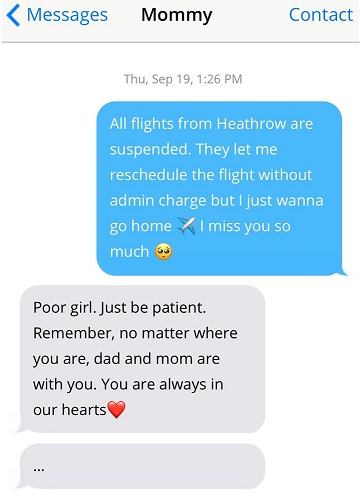 Messages Mommy Contact
Thu, Sep 19, 1:26 PM
All flights from Heathrow are
suspended. They let me
reschedule the flight without
admin charge but I just wanna
go home ✈️ I miss you so
much 🥺
Poor girl. Just be patient.
Remember, no matter where
you are, dad and mom are
with you. You are always in
our hearts❤️
...